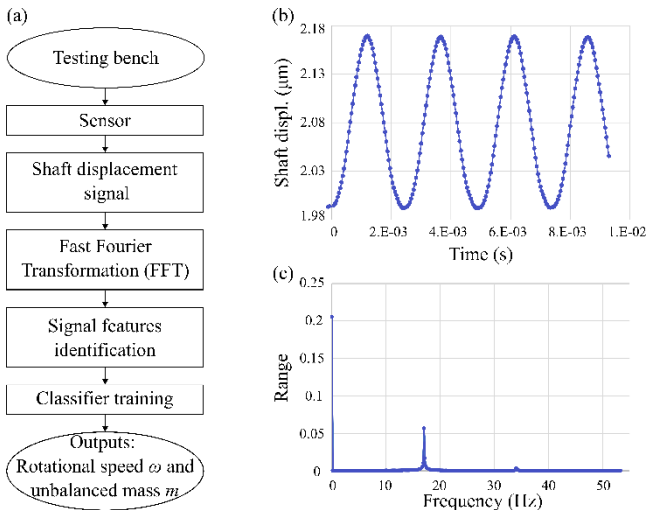 (a)
Testing bench
Sensor
Shaft displacement
signal
Fast Fourier
Transformation (FFT)
Signal features
identification
Classifier training
Outputs:
Rotational speed ω and
unbalanced mass m
(b)
Shaft displ. (μm)
2.18
2.13
2.08
2.03
1.98
0 2.E-03 4.E-03 6.E-03 8.E-03 1.E-02
Time (s)
(c)
Range
0.25
0.2
0.15
0.1
0.05
0
0 10 20 30 40 50
Frequency (Hz)